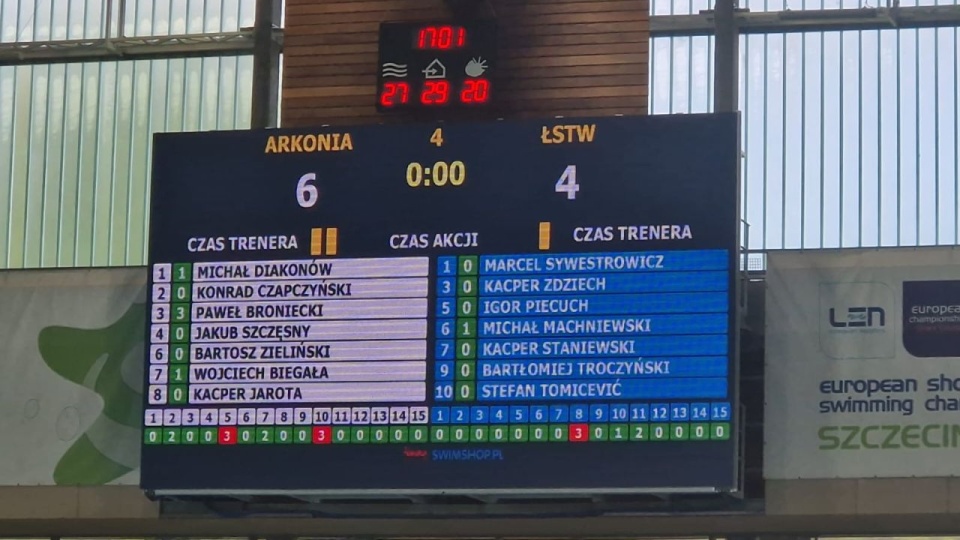 1701
27 29 20
ARKONIA 4 ŁSTW
6 0:00 4
CZAS TRENERA CZAS AKCJI CZAS TRENERA
1 1 MICHAŁ DIAKONÓW
2 0 KONRAD CZAPCZYŃSKI
3 3 PAWEŁ BRONIECKI
4 0 JAKUB SZCZĘSNY
6 0 BARTOSZ ZIELIŃSKI
7 1 WOJCIECH BIEGAŁA
8 0 KACPER JAROTA
1 0 MARCEL SYWESTROWICZ
3 0 KACPER ZDZIECH
5 0 IGOR PIECUCH
6 1 MICHAŁ MACHNIEWSKI
7 0 KACPER STANIEWSKI
9 0 BARTŁOMIEJ TROCZYŃSKI
10 0 STEFAN TOMICEVIĆ
1 2 3 4 5 6 7 8 9 10 11 12 13 14 15
0 2 0 0 3 0 2 0 0 3 0 0 0 0 0
1 2 3 4 5 6 7 8 9 10 11 12 13 14 15
0 0 0 0 0 0 0 3 0 1 2 0 0 0
SWIMSHOP.PL
LEN
european
championship
european sho
swimming cha
SZCZECIN